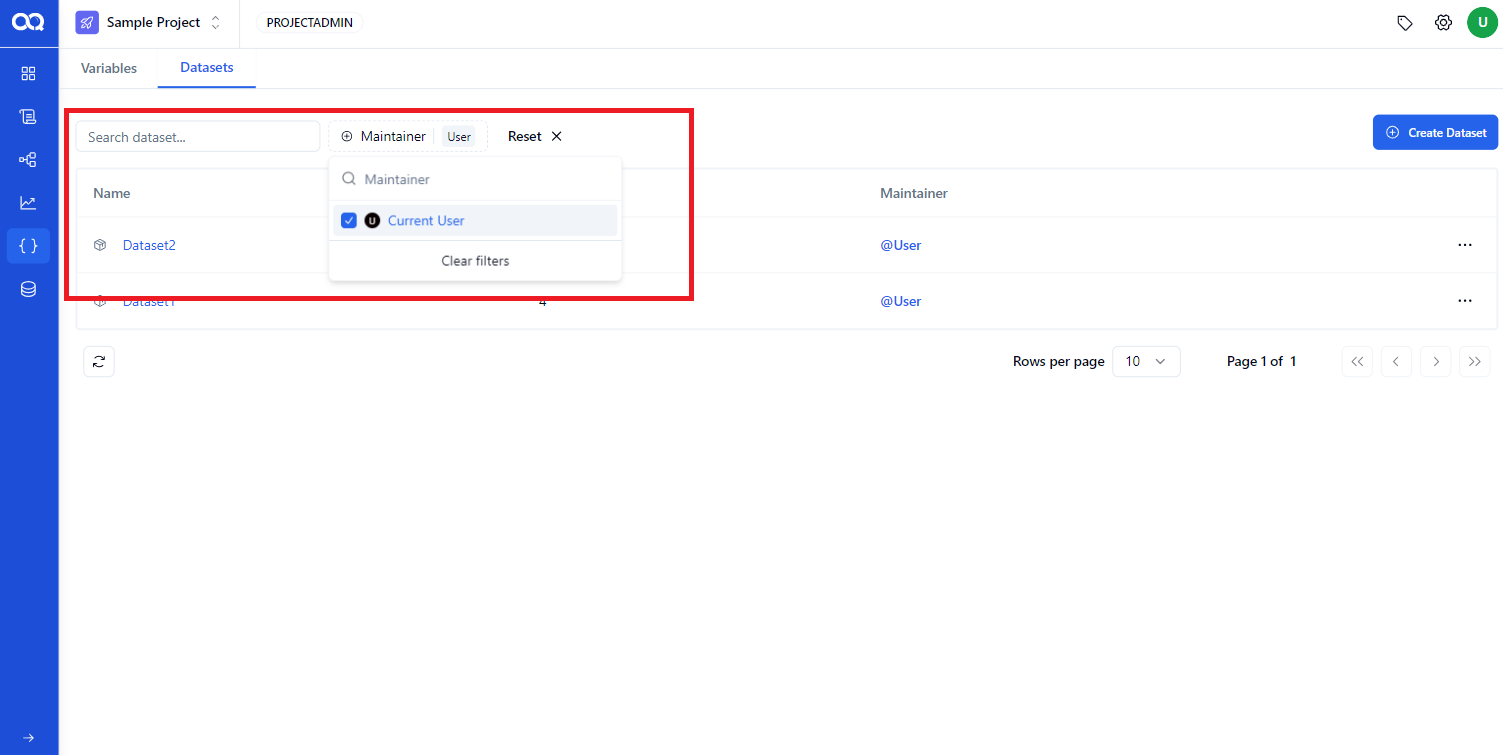 Sample Project PROJECTADMIN U
Variables Datasets
Search dataset... Maintainer User Reset Create Dataset
Maintainer
Name Maintainer
U Current User
Dataset2 @User
Clear filters
Dataset1 4 @User
Rows per page 10 Page 1 of 1